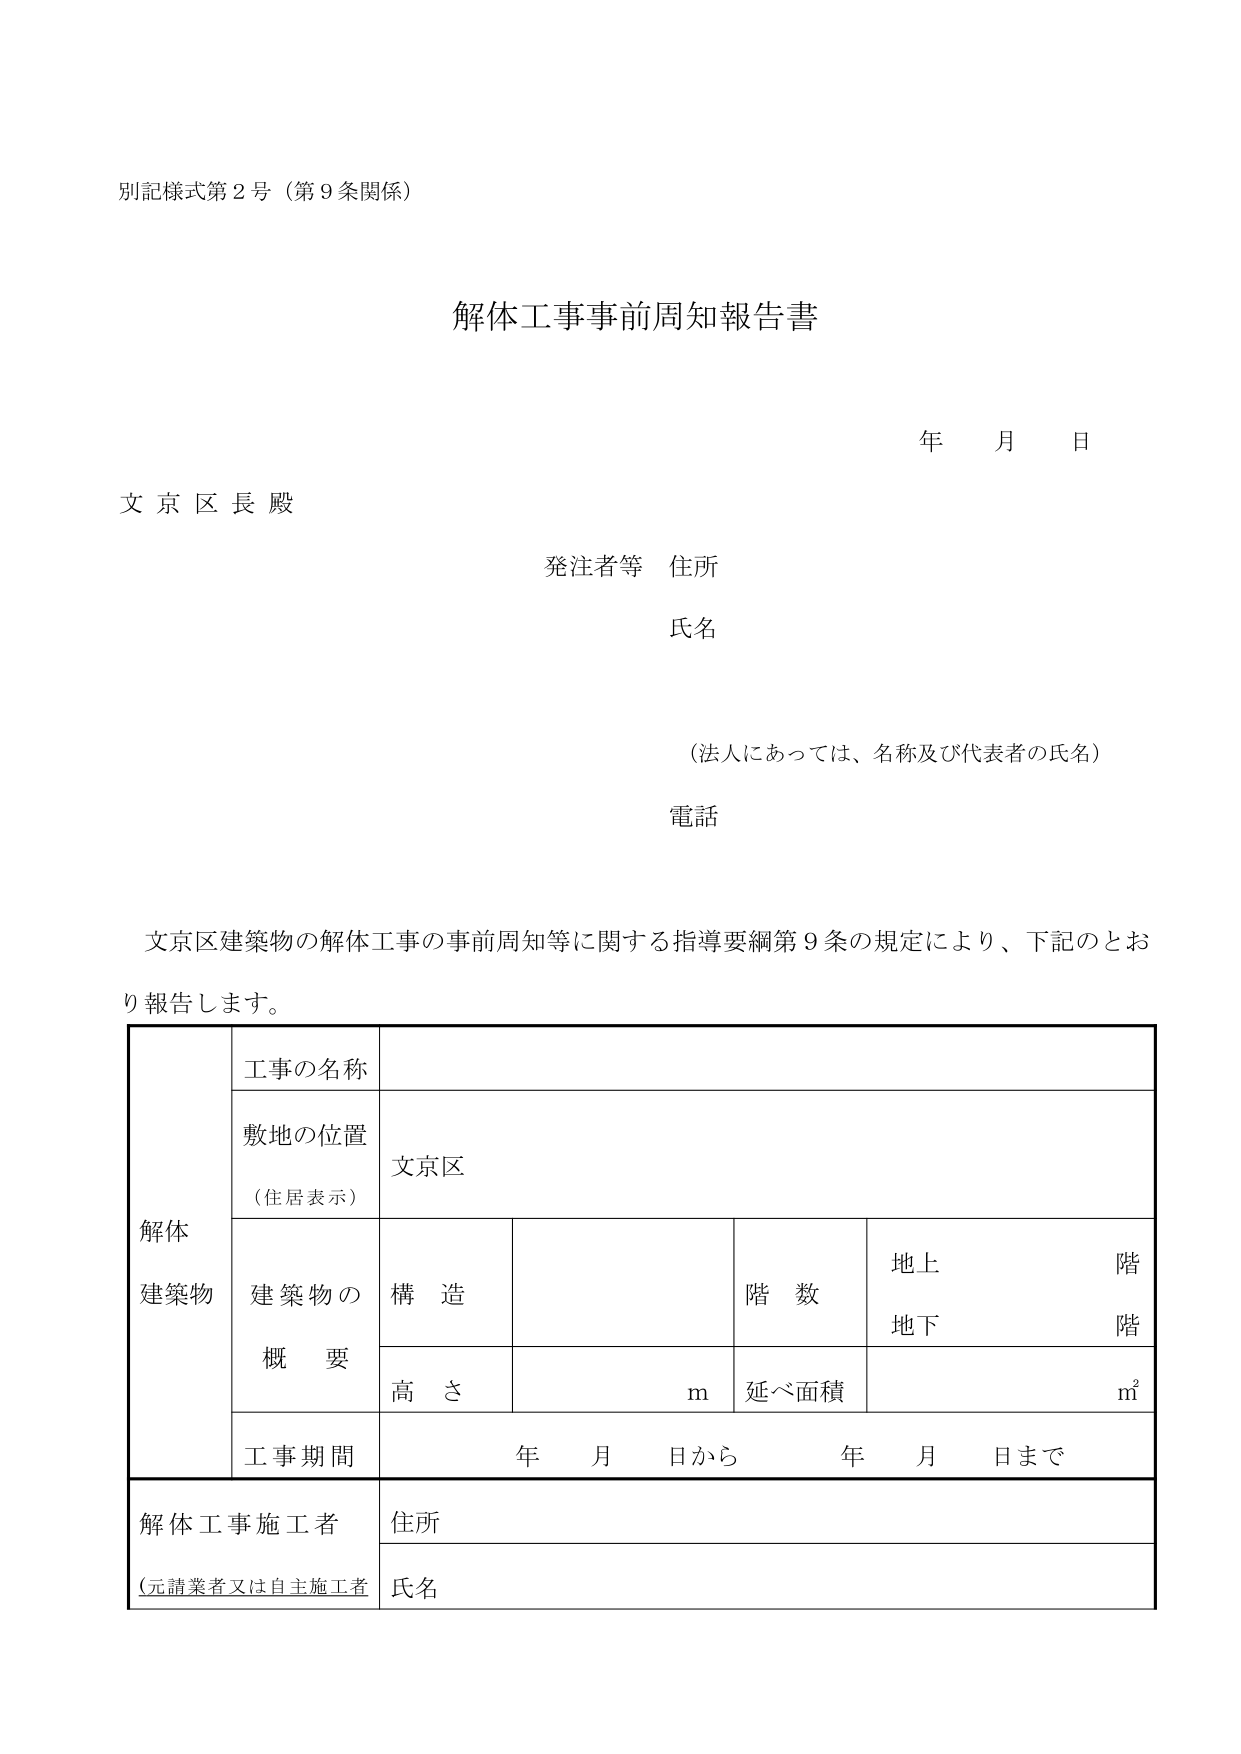 別記様式第２号（第９条関係）
解体工事事前周知報告書
年　　月　　日
文 京 区 長 殿
発注者等　住所
氏名
（法人にあっては、名称及び代表者の氏名）
電話
文京区建築物の解体工事の事前周知等に関する指導要綱第９条の規定により、下記のとお
り報告します。
工事の名称
敷地の位置
（住居表示）
文京区
解体
建築物
建築物の
概　要
構　造
階　数
地上　　　　　　　階
地下　　　　　　　階
高　さ
m
延べ面積
㎡
工事期間
年　　月　　日から　　　　年　　月　　日まで
解体工事施工者
(元請業者又は自主施工者
住所
氏名